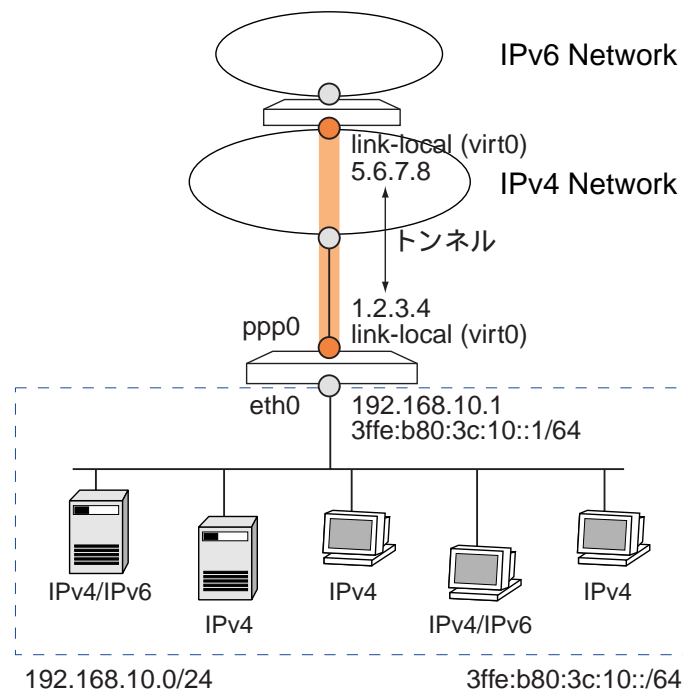 IPv6 Network
link-local (virt0)
5.6.7.8
IPv4 Network
トンネル
1.2.3.4
ppp0
link-local (virt0)
eth0
192.168.10.1
3ffe:b80:3c:10::1/64
IPv4/IPv6
IPv4
IPv4
IPv4/IPv6
IPv4
192.168.10.0/24
3ffe:b80:3c:10::/64